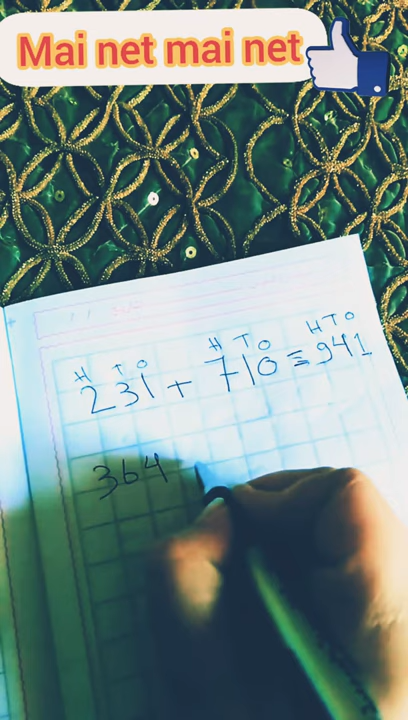 Mai net mai net
H T O H T O H T O
231 + 710 = 941
364